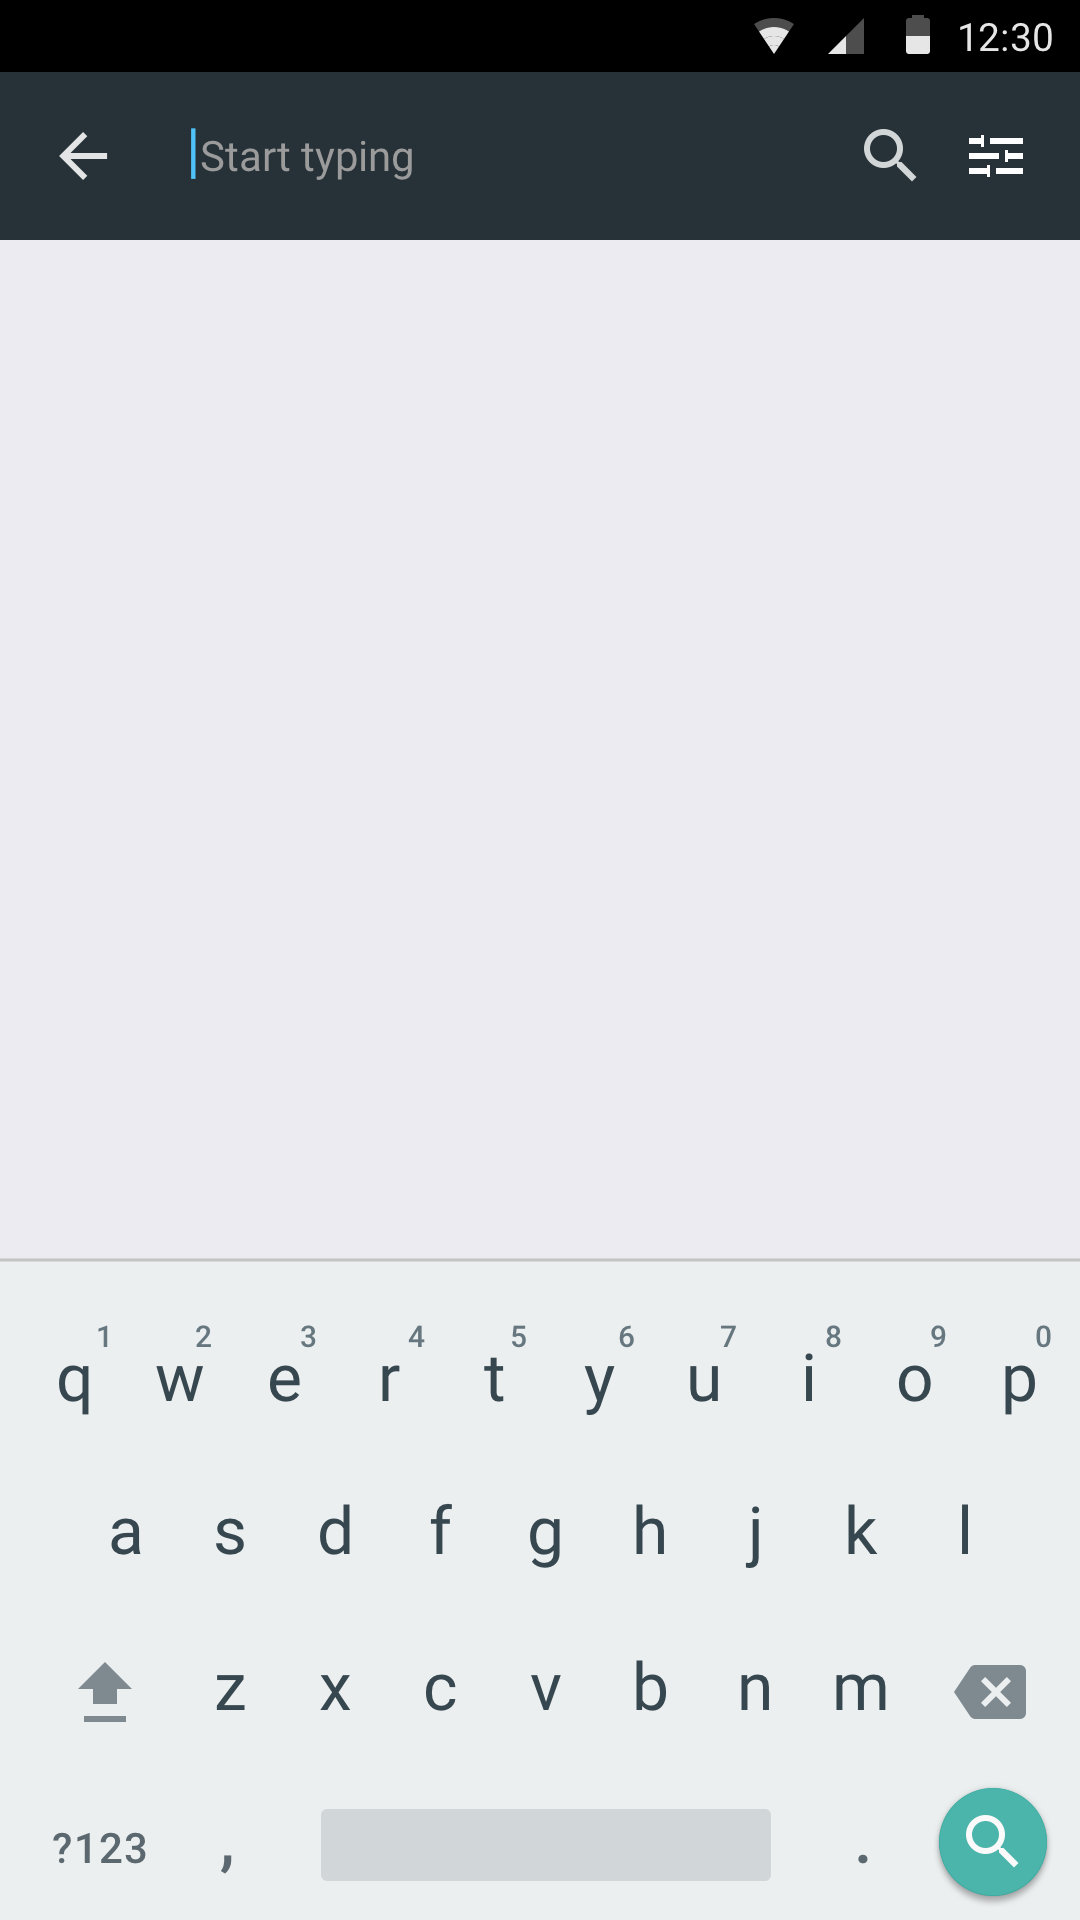 12:30
Start typing
1 2 3 4 5 6 7 8 9 0
q w e r t y u i o p
a s d f g h j k l
z x c v b n m
?123 , .